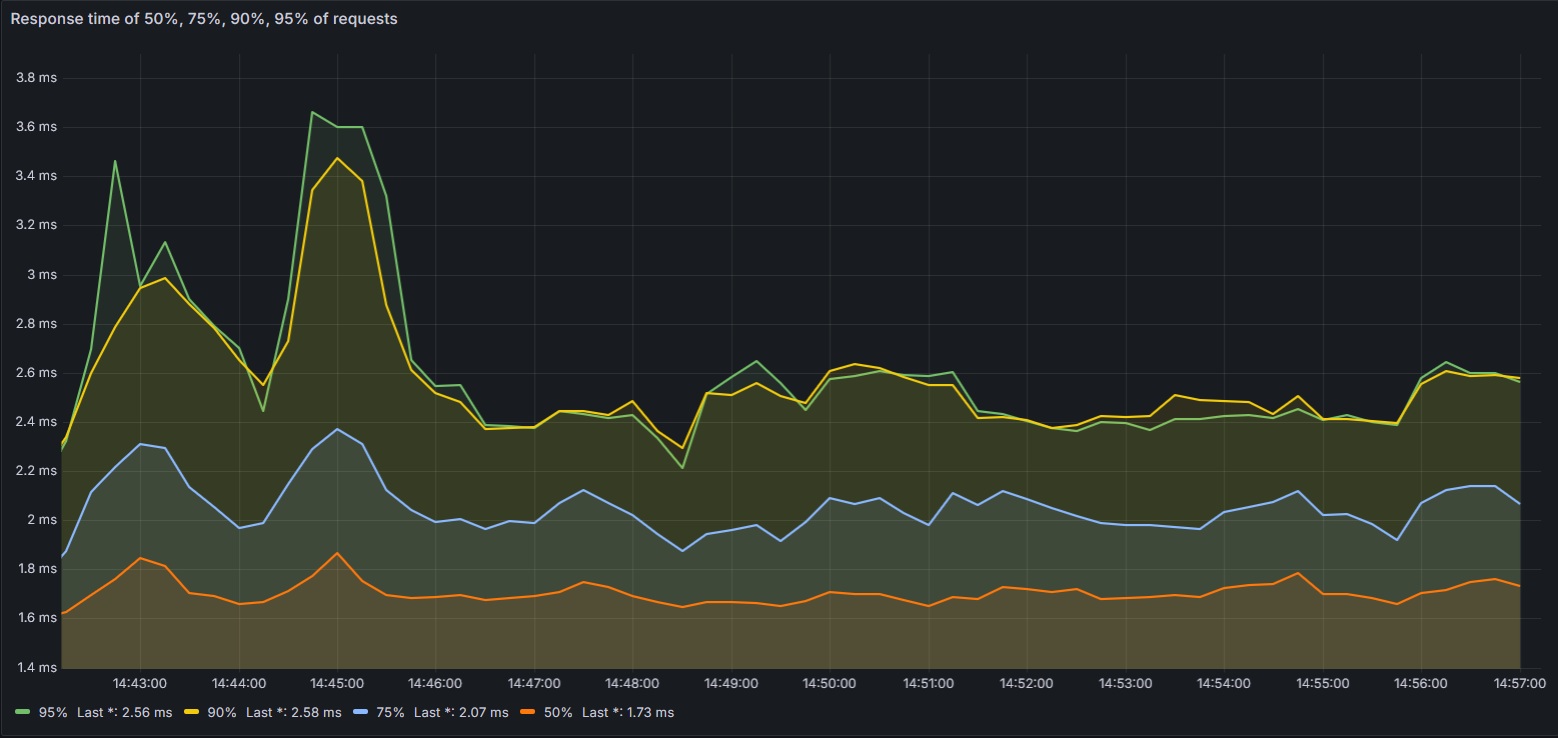 Response time of 50%, 75%, 90%, 95% of requests
3.8 ms
3.6 ms
3.4 ms
3.2 ms
3 ms
2.8 ms
2.6 ms
2.4 ms
2.2 ms
2 ms
1.8 ms
1.6 ms
1.4 ms
14:43:00 14:44:00 14:45:00 14:46:00 14:47:00 14:48:00 14:49:00 14:50:00 14:51:00 14:52:00 14:53:00 14:54:00 14:55:00 14:56:00 14:57:00
95% Last *: 2.56 ms 90% Last *: 2.58 ms 75% Last *: 2.07 ms 50% Last *: 1.73 ms